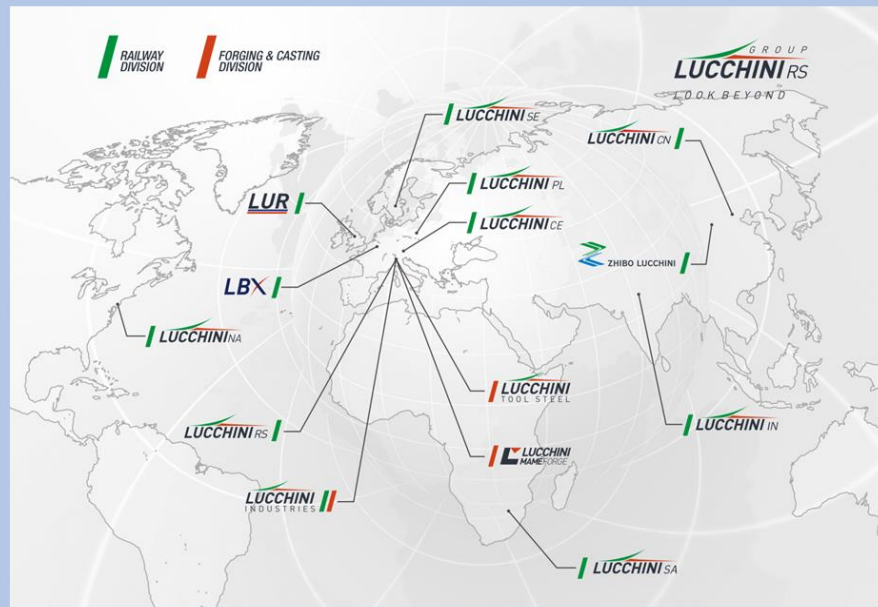 RAILWAY
DIVISION
FORGING & CASTING
DIVISION
GROUP
LUCCHINI RS
LOOK BEYOND
LUCCHINI SE
LUCCHINI CN
LUCCHINI PL
LUR
LUCCHINI CE
ZHIBO LUCCHINI
LBX
LUCCHINI NA
LUCCHINI
TOOL STEEL
LUCCHINI RS
LUCCHINI IN
LUCCHINI
MAMÉFORGE
LUCCHINI
INDUSTRIES
LUCCHINI SA